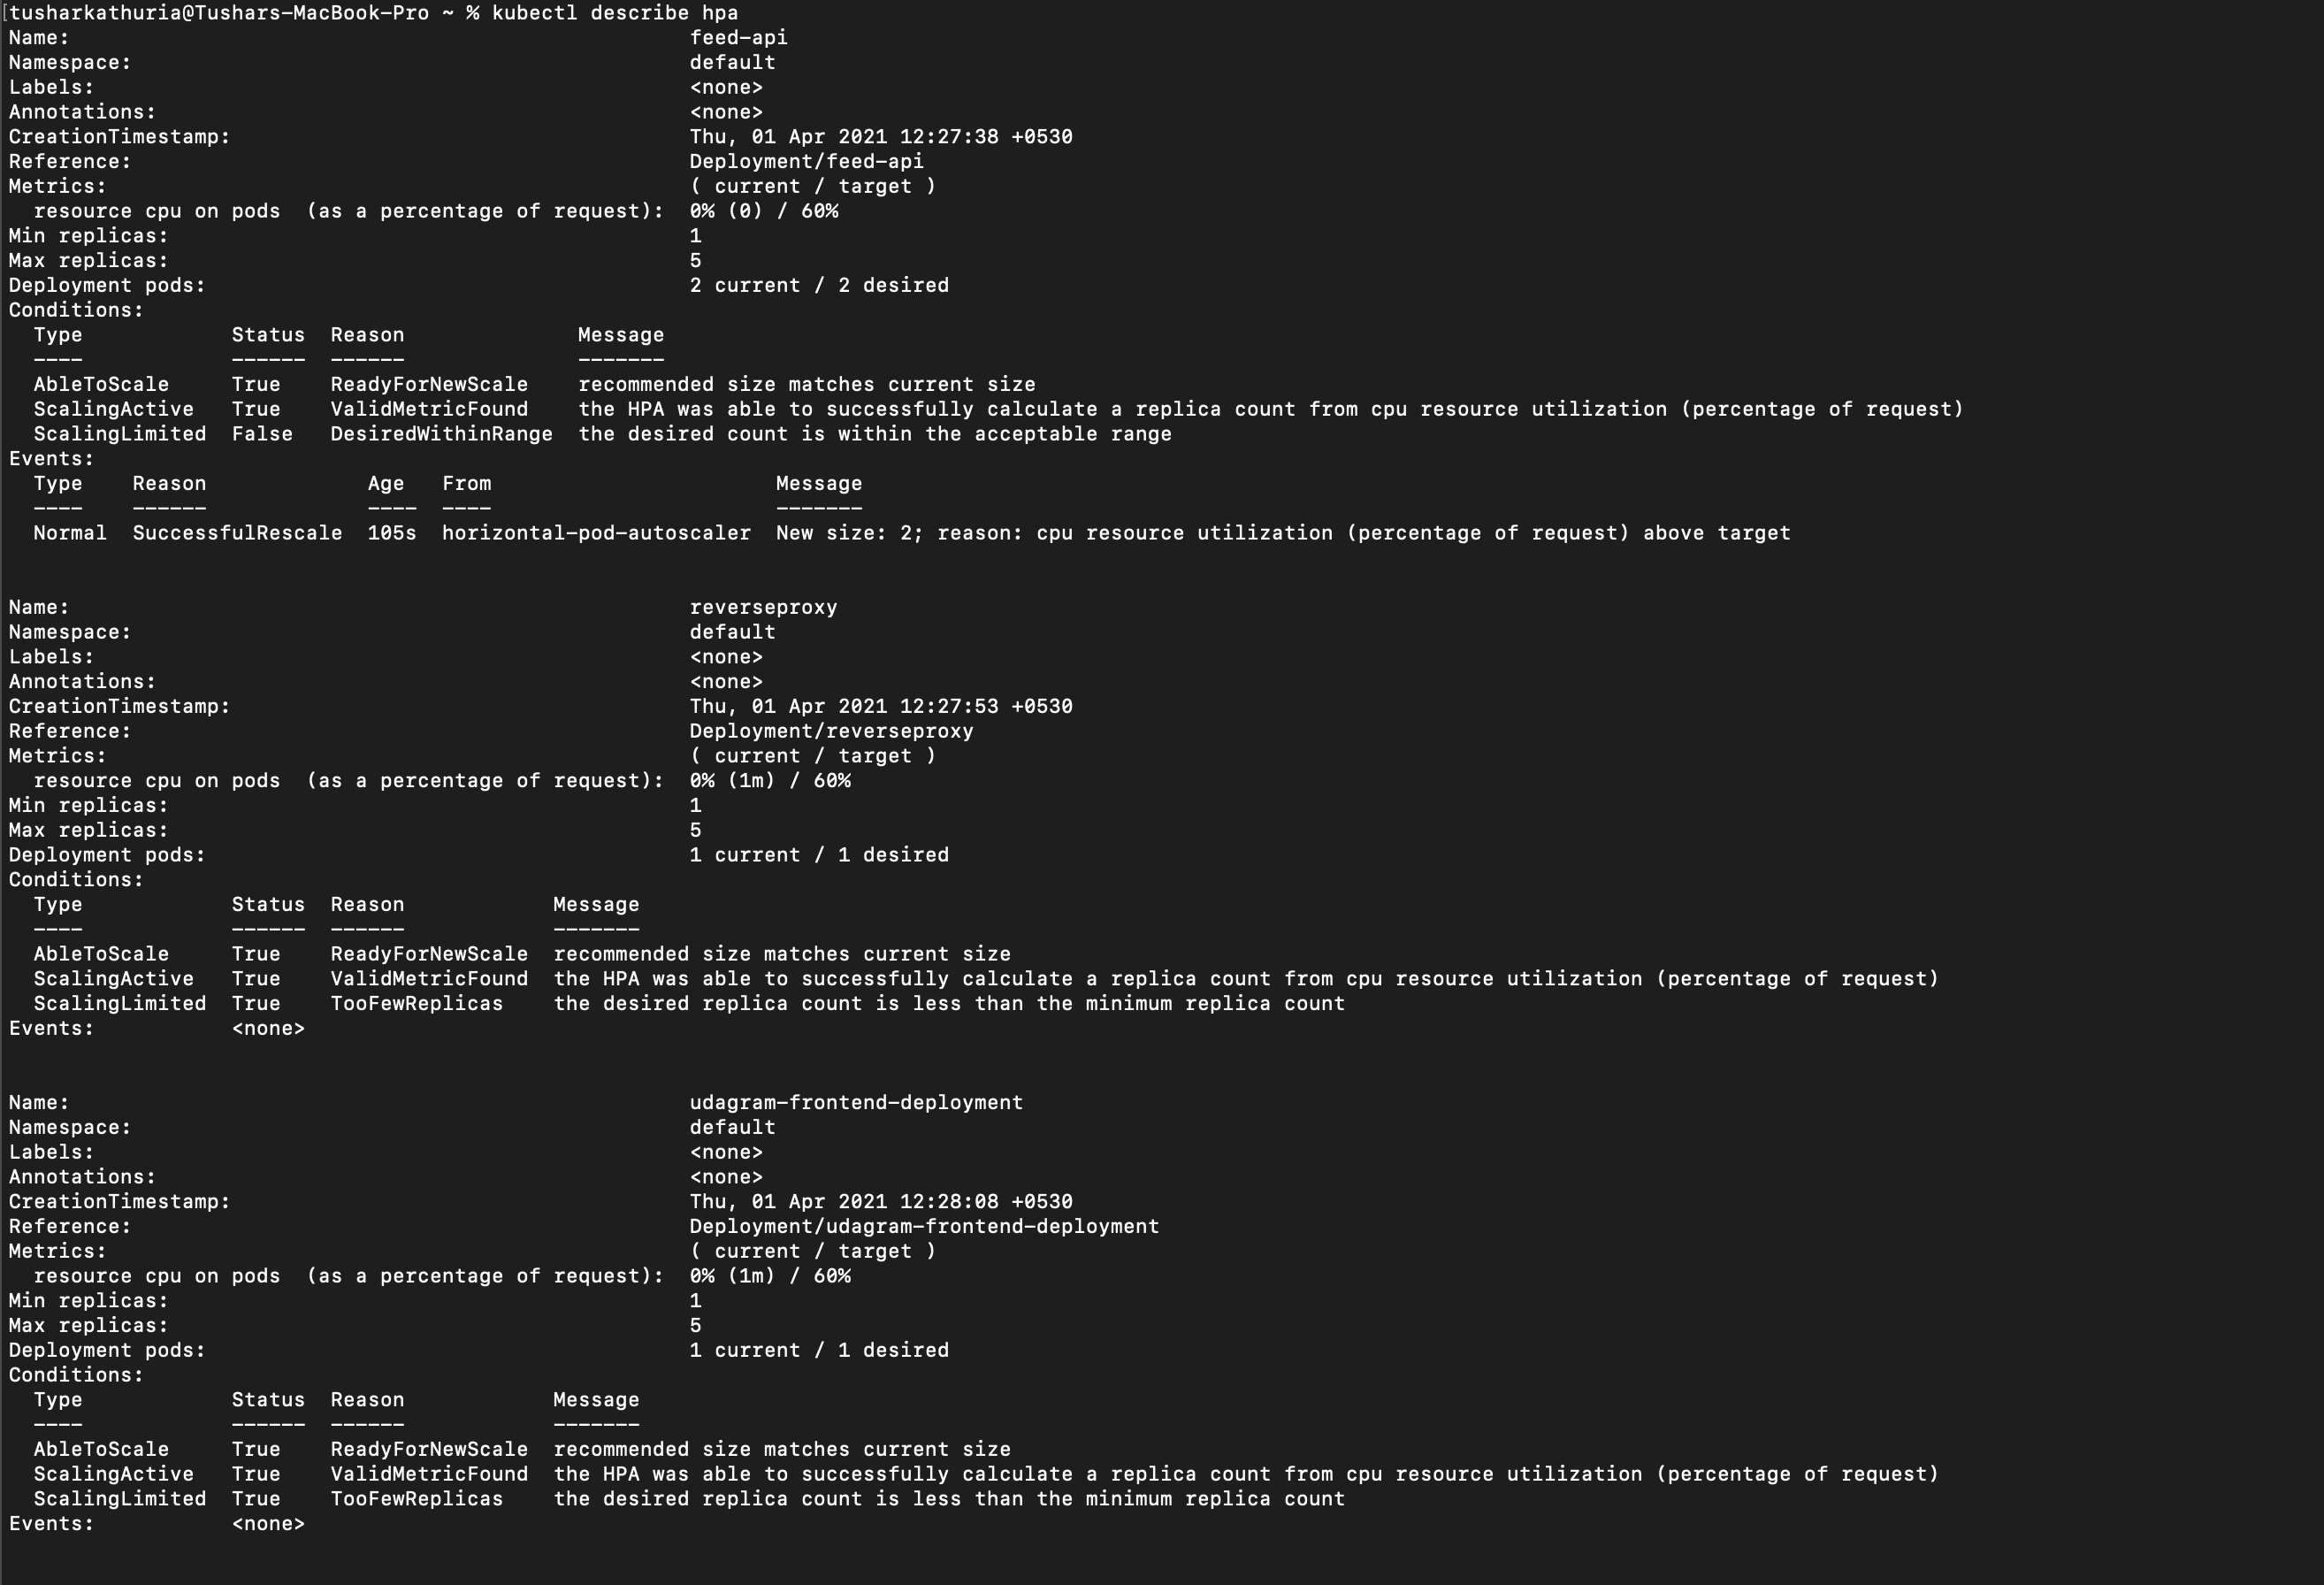 [tusharkathuria@Tushars-MacBook-Pro ~ % kubectl describe hpa
Name:                                                  feed-api
Namespace:                                             default
Labels:                                                <none>
Annotations:                                           <none>
CreationTimestamp:                                     Thu, 01 Apr 2021 12:27:38 +0530
Reference:                                             Deployment/feed-api
Metrics:                                               ( current / target )
  resource cpu on pods  (as a percentage of request):  0% (0) / 60%
Min replicas:                                          1
Max replicas:                                          5
Deployment pods:                                       2 current / 2 desired
Conditions:
  Type            Status  Reason              Message
  ----            ------  ------              -------
  AbleToScale     True    ReadyForNewScale    recommended size matches current size
  ScalingActive   True    ValidMetricFound    the HPA was able to successfully calculate a replica count from cpu resource utilization (percentage of request)
  ScalingLimited  False   DesiredWithinRange  the desired count is within the acceptable range
Events:
  Type    Reason             Age   From                       Message
  ----    ------             ----  ----                       -------
  Normal  SuccessfulRescale  105s  horizontal-pod-autoscaler  New size: 2; reason: cpu resource utilization (percentage of request) above target
Name:                                                  reverseproxy
Namespace:                                             default
Labels:                                                <none>
Annotations:                                           <none>
CreationTimestamp:                                     Thu, 01 Apr 2021 12:27:53 +0530
Reference:                                             Deployment/reverseproxy
Metrics:                                               ( current / target )
  resource cpu on pods  (as a percentage of request):  0% (1m) / 60%
Min replicas:                                          1
Max replicas:                                          5
Deployment pods:                                       1 current / 1 desired
Conditions:
  Type            Status  Reason            Message
  ----            ------  ------            -------
  AbleToScale     True    ReadyForNewScale  recommended size matches current size
  ScalingActive   True    ValidMetricFound  the HPA was able to successfully calculate a replica count from cpu resource utilization (percentage of request)
  ScalingLimited  True    TooFewReplicas    the desired replica count is less than the minimum replica count
Events:           <none>
Name:                                                  udagram-frontend-deployment
Namespace:                                             default
Labels:                                                <none>
Annotations:                                           <none>
CreationTimestamp:                                     Thu, 01 Apr 2021 12:28:08 +0530
Reference:                                             Deployment/udagram-frontend-deployment
Metrics:                                               ( current / target )
  resource cpu on pods  (as a percentage of request):  0% (1m) / 60%
Min replicas:                                          1
Max replicas:                                          5
Deployment pods:                                       1 current / 1 desired
Conditions:
  Type            Status  Reason            Message
  ----            ------  ------            -------
  AbleToScale     True    ReadyForNewScale  recommended size matches current size
  ScalingActive   True    ValidMetricFound  the HPA was able to successfully calculate a replica count from cpu resource utilization (percentage of request)
  ScalingLimited  True    TooFewReplicas    the desired replica count is less than the minimum replica count
Events:           <none>